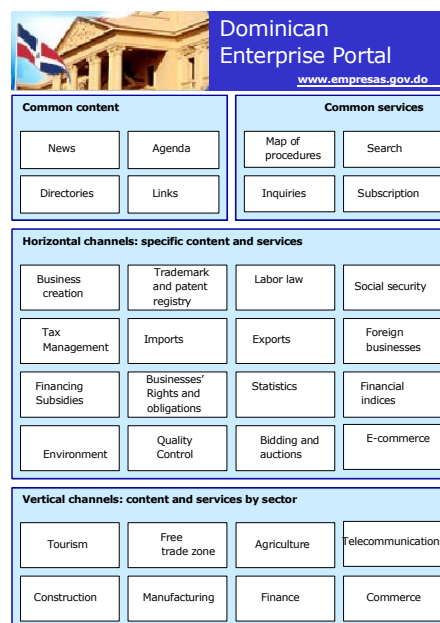 Dominican
Enterprise Portal
www.empresas.gov.do
Common content
News
Agenda
Directories
Links
Common services
Map of
procedures
Search
Inquiries
Subscription
Horizontal channels: specific content and services
Business
creation
Trademark
and patent
registry
Labor law
Social security
Tax
Management
Imports
Exports
Foreign
businesses
Financing
Subsidies
Businesses’
Rights and
obligations
Statistics
Financial
indices
Environment
Quality
Control
Bidding and
auctions
E-commerce
Vertical channels: content and services by sector
Tourism
Free
trade zone
Agriculture
Telecommunications
Construction
Manufacturing
Finance
Commerce